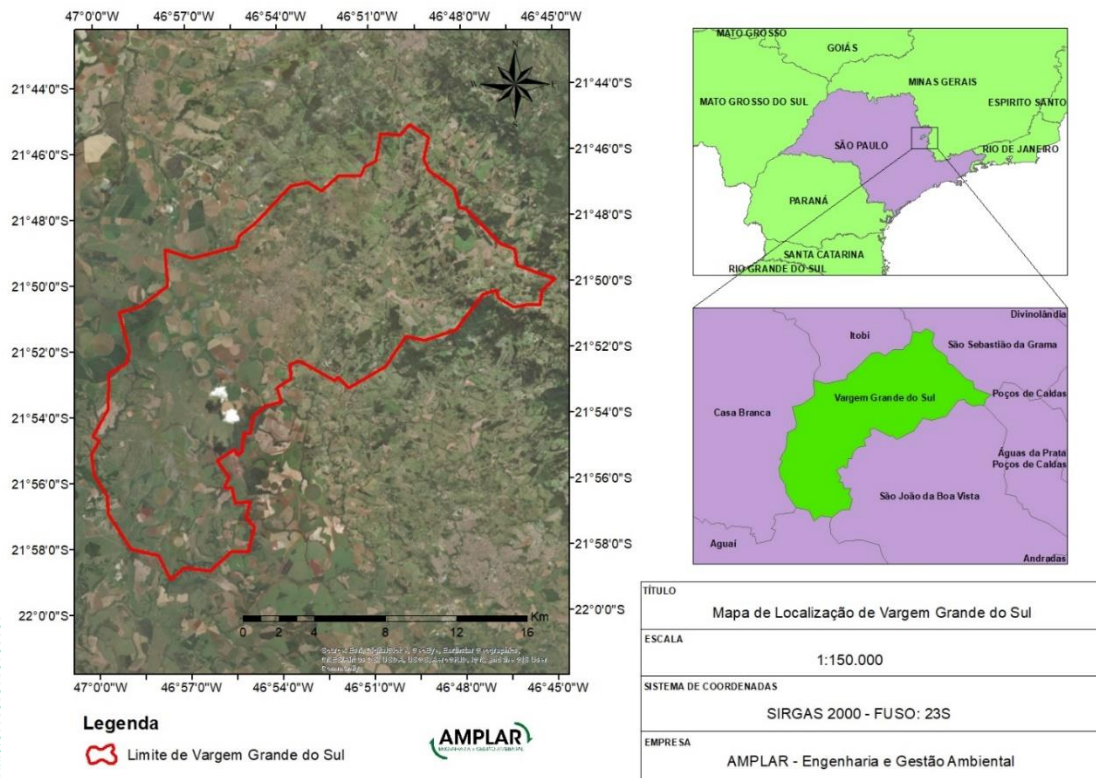 47°0'0"W 46°57'0"W 46°54'0"W 46°51'0"W 46°48'0"W 46°45'0"W
21°44'0"S
21°46'0"S
21°48'0"S
21°50'0"S
21°52'0"S
21°54'0"S
21°56'0"S
21°58'0"S
22°0'0"S
21°44'0"S
21°46'0"S
21°48'0"S
21°50'0"S
21°52'0"S
21°54'0"S
21°56'0"S
21°58'0"S
22°0'0"S
Km
0 2 4 8 12 16
47°0'0"W 46°57'0"W 46°54'0"W 46°51'0"W 46°48'0"W 46°45'0"W
Legenda
Limite de Vargem Grande do Sul
AMPLAR
MATO GROSSO
GOIÁS
MINAS GERAIS
MATO GROSSO DO SUL
ESPIRITO SANTO
SÃO PAULO
RIO DE JANEIRO
PARANÁ
SANTA CATARINA
RIO GRANDE DO SUL
Divinolândia
Itobi
São Sebastião da Grama
Vargem Grande do Sul
Poços de Caldas
Casa Branca
Águas da Prata
Poços de Caldas
São João da Boa Vista
Aguaí
Andradas
TÍTULO
Mapa de Localização de Vargem Grande do Sul
ESCALA
1:150.000
SISTEMA DE COORDENADAS
SIRGAS 2000 - FUSO: 23S
EMPRESA
AMPLAR - Engenharia e Gestão Ambiental